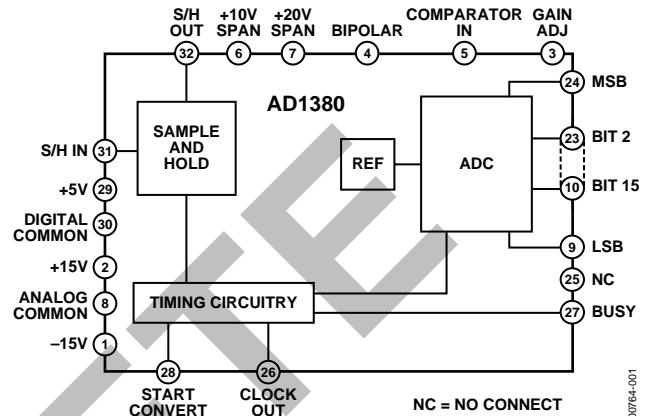 S/H OUT
+10V SPAN
+20V SPAN
BIPOLAR
COMPARATOR IN
GAIN ADJ
32
6
7
4
5
3
AD1380
24 MSB
SAMPLE AND HOLD
REF
ADC
23 BIT 2
S/H IN 31
+5V 29
10 BIT 15
DIGITAL COMMON 30
+15V 2
9 LSB
25 NC
ANALOG COMMON 8
TIMING CIRCUITRY
27 BUSY
–15V 1
28
26
START CONVERT
CLOCK OUT
NC = NO CONNECT
00764-001
TE